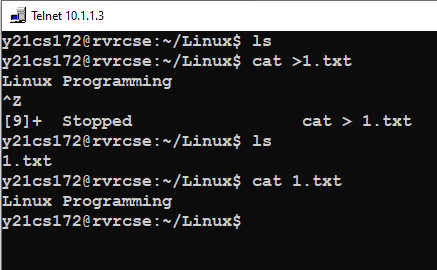 Telnet 10.1.1.3
y21cs172@rvrcse:~/Linux$ ls
y21cs172@rvrcse:~/Linux$ cat >1.txt
Linux Programming
^Z
[9]+  Stopped                 cat > 1.txt
y21cs172@rvrcse:~/Linux$ ls
1.txt
y21cs172@rvrcse:~/Linux$ cat 1.txt
Linux Programming
y21cs172@rvrcse:~/Linux$